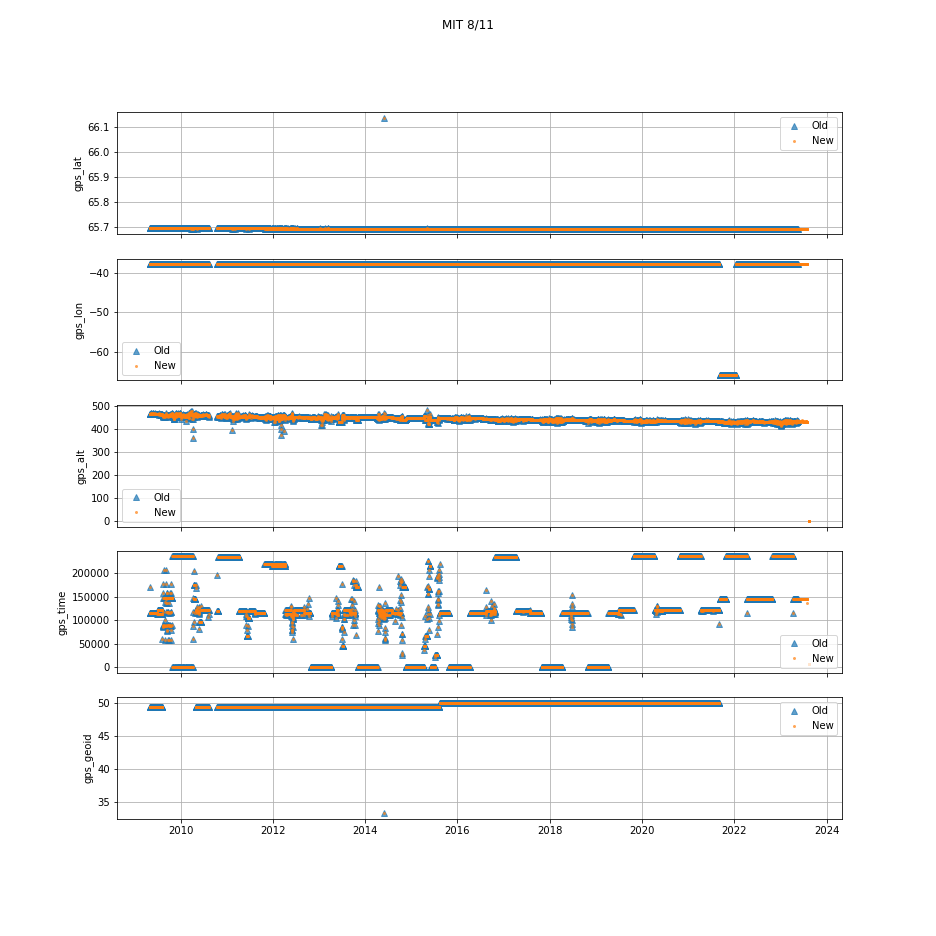 MIT 8/11
66.1
66.0
65.9
65.8
65.7
gps_lat
Old
New
−40
−50
−60
gps_lon
Old
New
500
400
300
200
100
0
gps_alt
Old
New
200000
150000
100000
50000
0
gps_time
Old
New
50
45
40
35
gps_geoid
Old
New
2010 2012 2014 2016 2018 2020 2022 2024